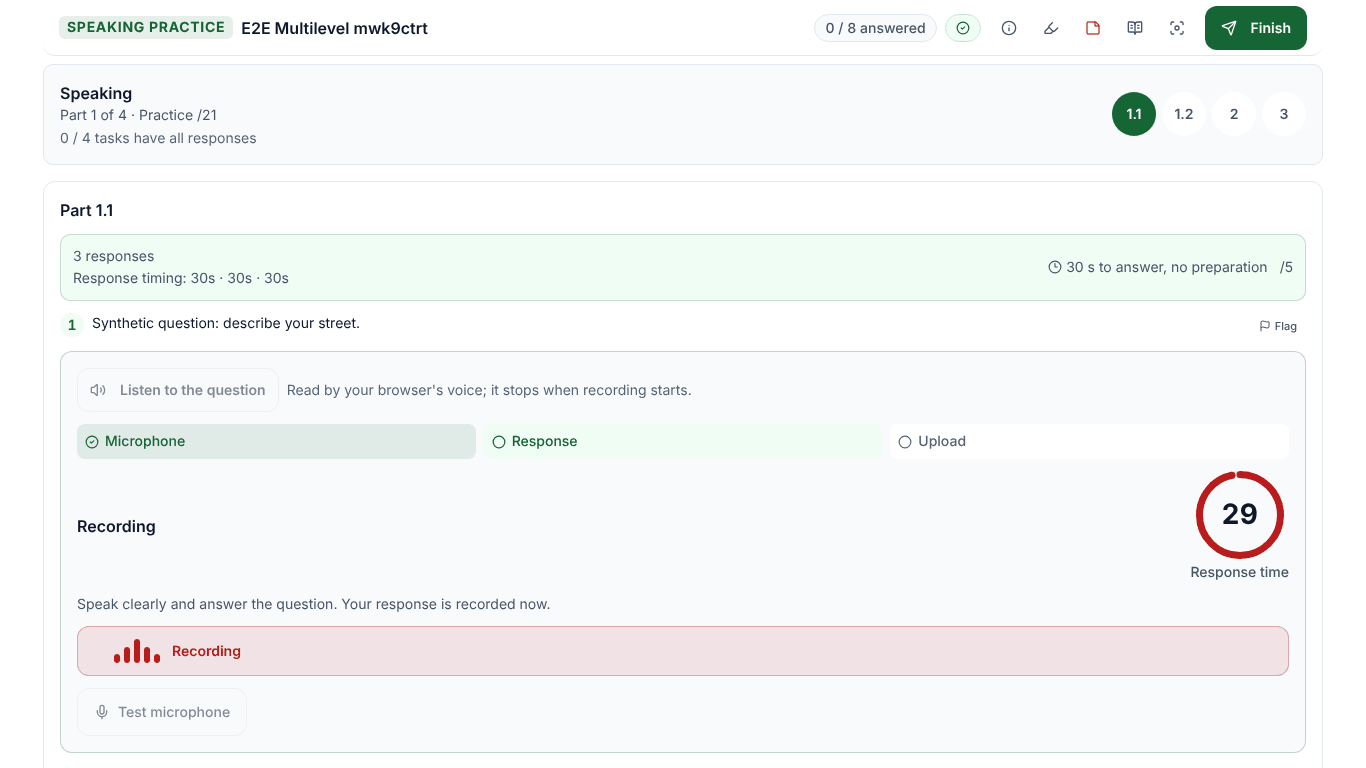 SPEAKING PRACTICE E2E Multilevel mwk9ctrt
0 / 8 answered
Finish
Speaking
Part 1 of 4 · Practice /21
0 / 4 tasks have all responses
1.1 1.2 2 3
Part 1.1
3 responses
Response timing: 30s · 30s · 30s
30 s to answer, no preparation /5
1 Synthetic question: describe your street.
Flag
Listen to the question
Read by your browser's voice; it stops when recording starts.
Microphone
Response
Upload
Recording
29
Response time
Speak clearly and answer the question. Your response is recorded now.
Recording
Test microphone